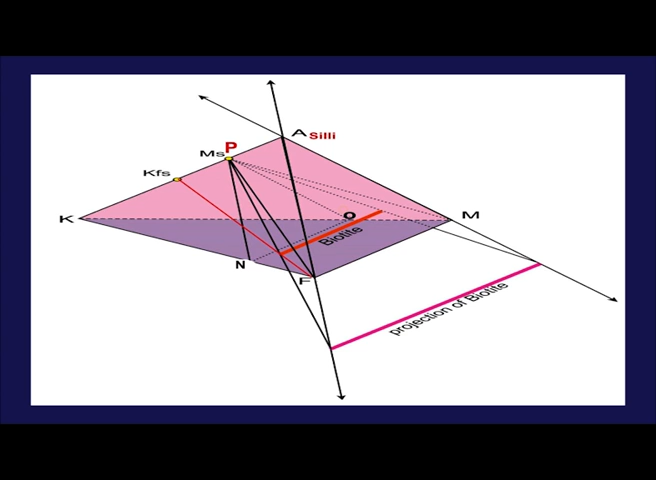 A Silli
P
Ms
Kfs
K
O
M
Biotite
N
F
projection of Biotite